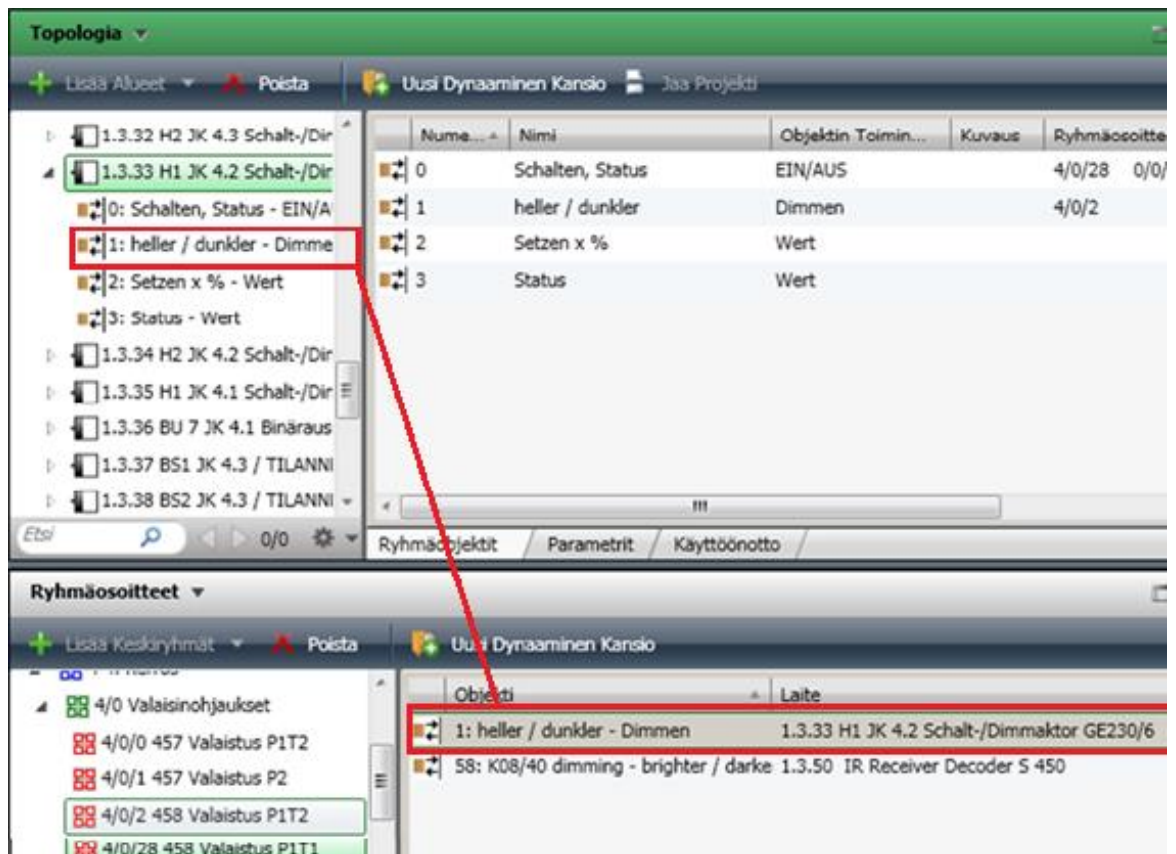 Topologia
Lisää Alueet Poista Uusi Dynaaminen Kansio Jaa Projekti
1.3.32 H2 JK 4.3 Schalt-/Dir
1.3.33 H1 JK 4.2 Schalt-/Dir
0: Schalten, Status - EIN/A
1: heller / dunkler - Dimme
2: Setzen x % - Wert
3: Status - Wert
1.3.34 H2 JK 4.2 Schalt-/Dir
1.3.35 H1 JK 4.1 Schalt-/Dir
1.3.36 BU 7 JK 4.1 Binäraus
1.3.37 BS1 JK 4.3 / TILANNI
1.3.38 BS2 JK 4.3 / TILANNI
Etsi 0/0
Nume... Nimi Objektin Toimin... Kuvaus Ryhmäosoitte
0 Schalten, Status EIN/AUS 4/0/28 0/0/
1 heller / dunkler Dimmen 4/0/2
2 Setzen x % Wert
3 Status Wert
Ryhmäobjektit Parametrit Käyttöönotto
Ryhmäosoitteet
Lisää Keskiryhmät Poista Uusi Dynaaminen Kansio
4/0 Valaisinohjaukset
4/0/0 457 Valaistus P1T2
4/0/1 457 Valaistus P2
4/0/2 458 Valaistus P1T2
4/0/28 458 Valaistus P1T1
Objekti Laite
1: heller / dunkler - Dimmen 1.3.33 H1 JK 4.2 Schalt-/Dimmaktor GE230/6
58: K08/40 dimming - brighter / darke 1.3.50 IR Receiver Decoder S 450